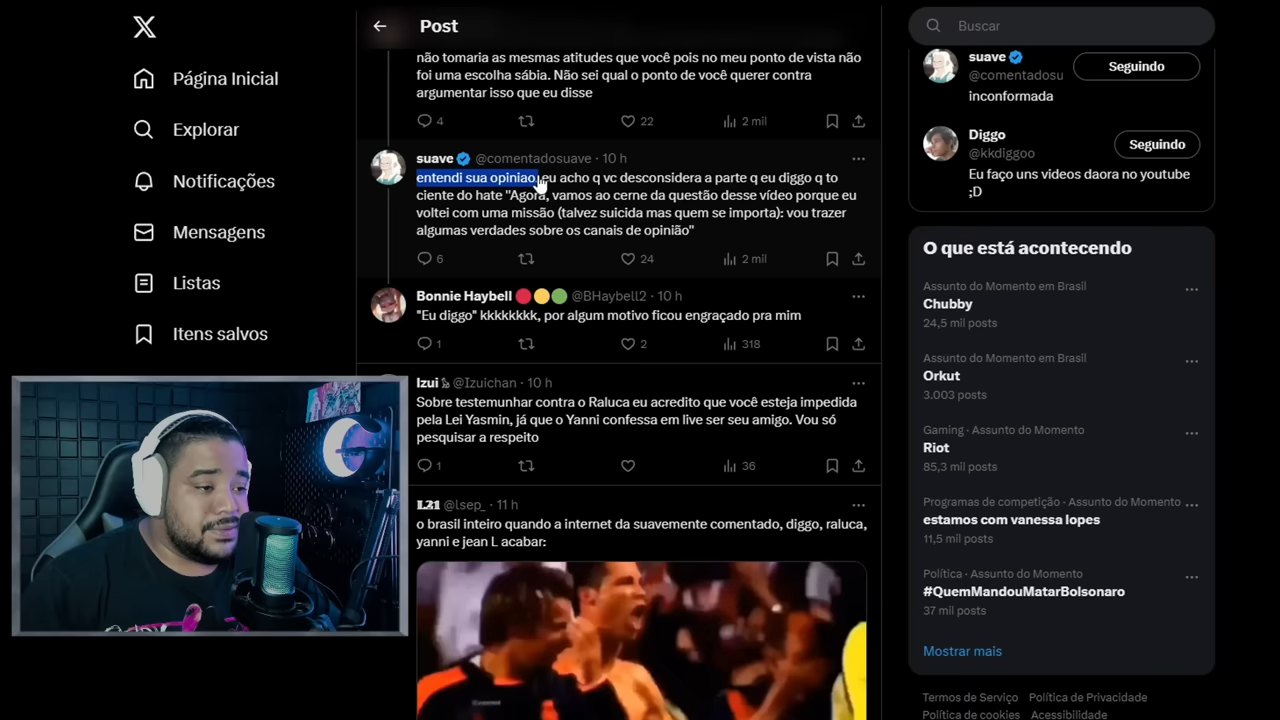 Post
Buscar
Página Inicial
Explorar
Notificações
Mensagens
Listas
Itens salvos
não tomaria as mesmas atitudes que você pois no meu ponto de vista não
foi uma escolha sábia. Não sei qual o ponto de você querer contra
argumentar isso que eu disse
4
22
2 mil
suave @comentadosuave · 10 h
entendi sua opiniao, eu acho q vc desconsidera a parte q eu diggo q to
ciente do hate "Agora, vamos ao cerne da questão desse vídeo porque eu
voltei com uma missão (talvez suicida mas quem se importa): vou trazer
algumas verdades sobre os canais de opinião"
6
24
2 mil
Bonnie Haybell @BHaybell2 · 10 h
"Eu diggo" kkkkkkkk, por algum motivo ficou engraçado pra mim
1
2
318
Izui @Izuichan · 10 h
Sobre testemunhar contra o Raluca eu acredito que você esteja impedida
pela Lei Yasmin, já que o Yanni confessa em live ser seu amigo. Vou só
pesquisar a respeito
1
36
L21 @lsep_ · 11 h
o brasil inteiro quando a internet da suavemente comentado, diggo, raluca,
yanni e jean L acabar:
suave
@comentadosu
Seguindo
inconformada
Diggo
@kkdiggoo
Seguindo
Eu faço uns videos daora no youtube
;D
O que está acontecendo
Assunto do Momento em Brasil
Chubby
24,5 mil posts
Assunto do Momento em Brasil
Orkut
3.003 posts
Gaming · Assunto do Momento
Riot
85,3 mil posts
Programas de competição · Assunto do Momento
estamos com vanessa lopes
11,5 mil posts
Política · Assunto do Momento
#QuemMandouMatarBolsonaro
37 mil posts
Mostrar mais
Termos de Serviço Política de Privacidade
Política de cookies Acessibilidade